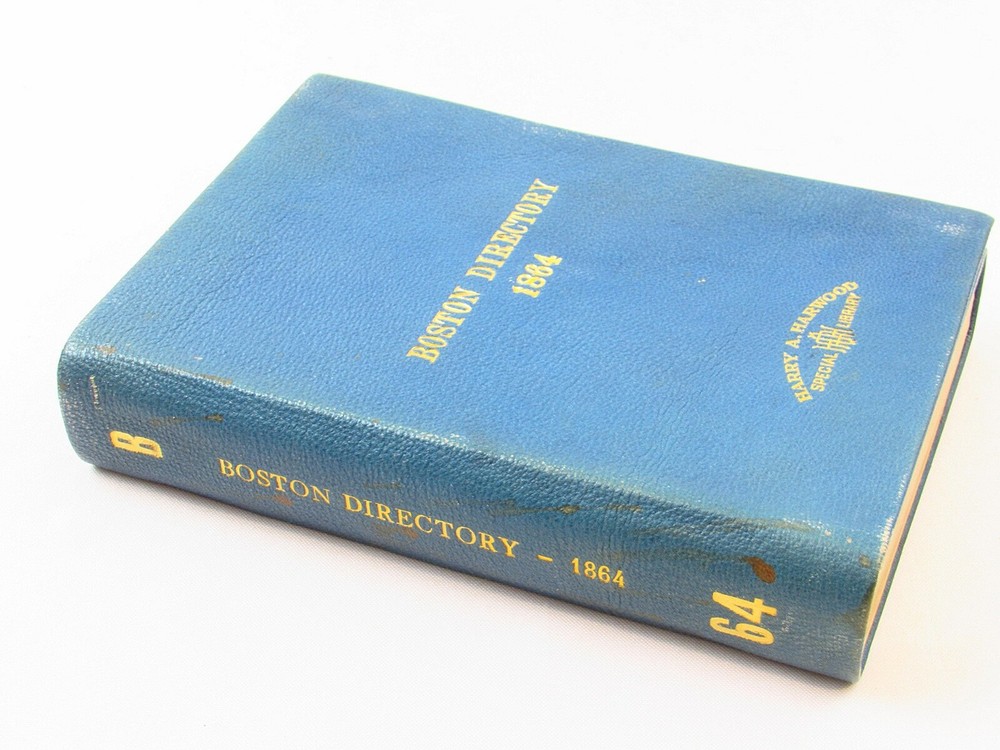 BOSTON DIRECTORY
1864
HARRY A. HARWOOD
SPECIAL LIBRARY
B
BOSTON DIRECTORY - 1864
64